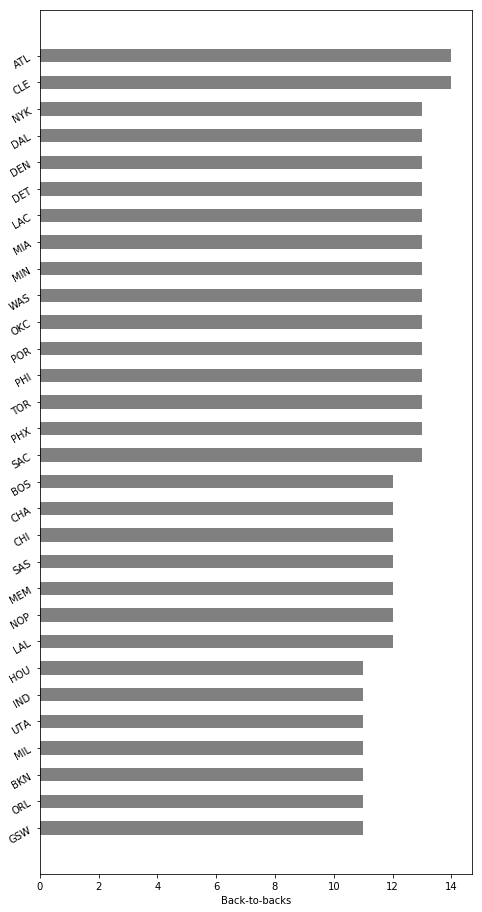 ATL
CLE
NYK
DAL
DEN
DET
LAC
MIA
MIN
WAS
OKC
POR
PHI
TOR
PHX
SAC
BOS
CHA
CHI
SAS
MEM
NOP
LAL
HOU
IND
UTA
MIL
BKN
ORL
GSW
0 2 4 6 8 10 12 14
Back-to-backs